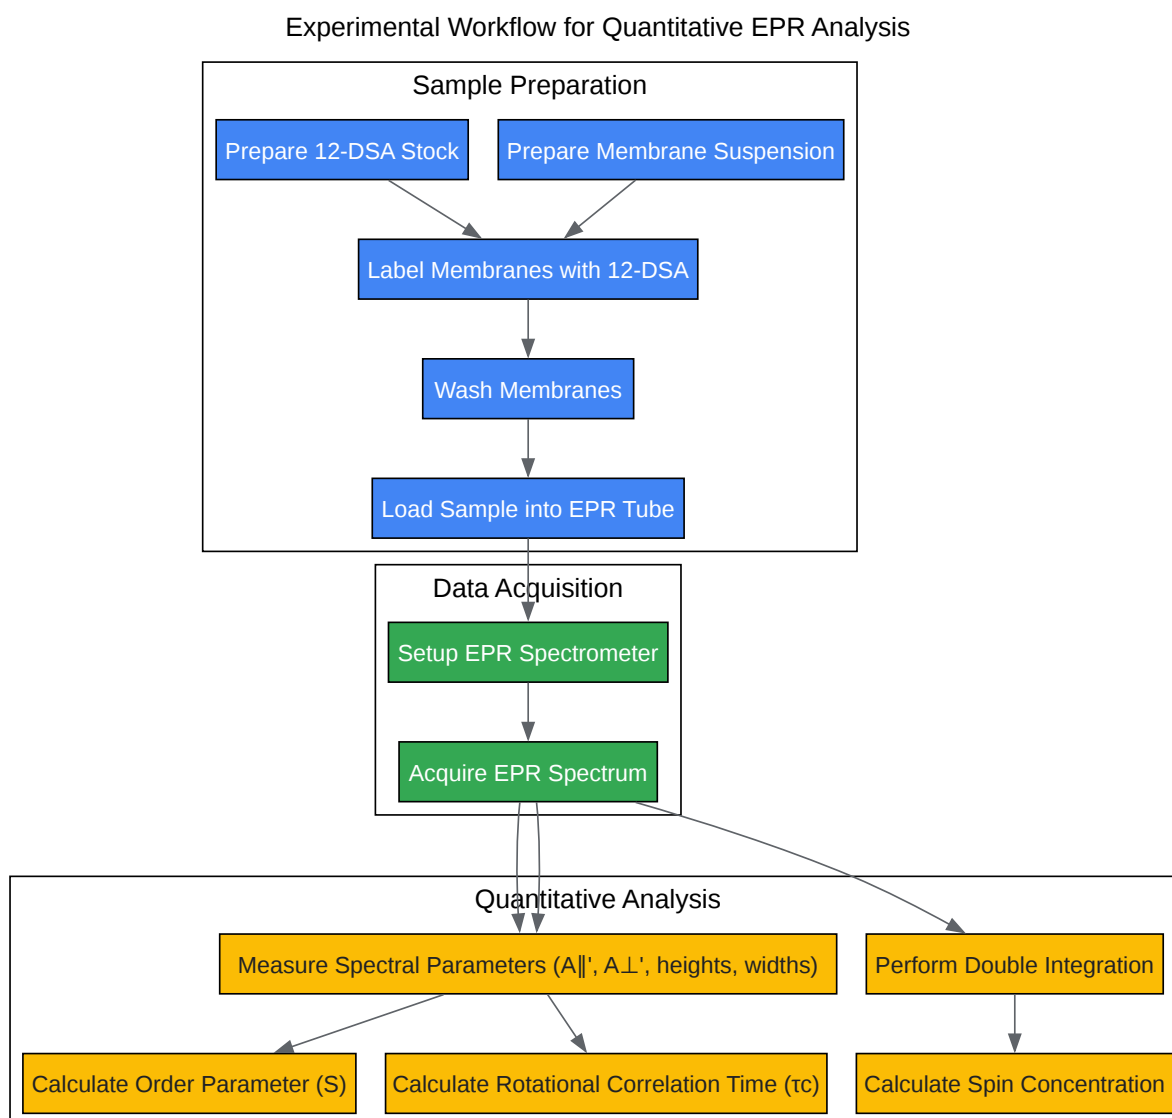 Experimental Workflow for Quantitative EPR Analysis
Sample Preparation
Prepare 12-DSA Stock
Prepare Membrane Suspension
Label Membranes with 12-DSA
Wash Membranes
Load Sample into EPR Tube
Data Acquisition
Setup EPR Spectrometer
Acquire EPR Spectrum
Quantitative Analysis
Measure Spectral Parameters (A∥', A⊥', heights, widths)
Perform Double Integration
Calculate Order Parameter (S)
Calculate Rotational Correlation Time (τc)
Calculate Spin Concentration